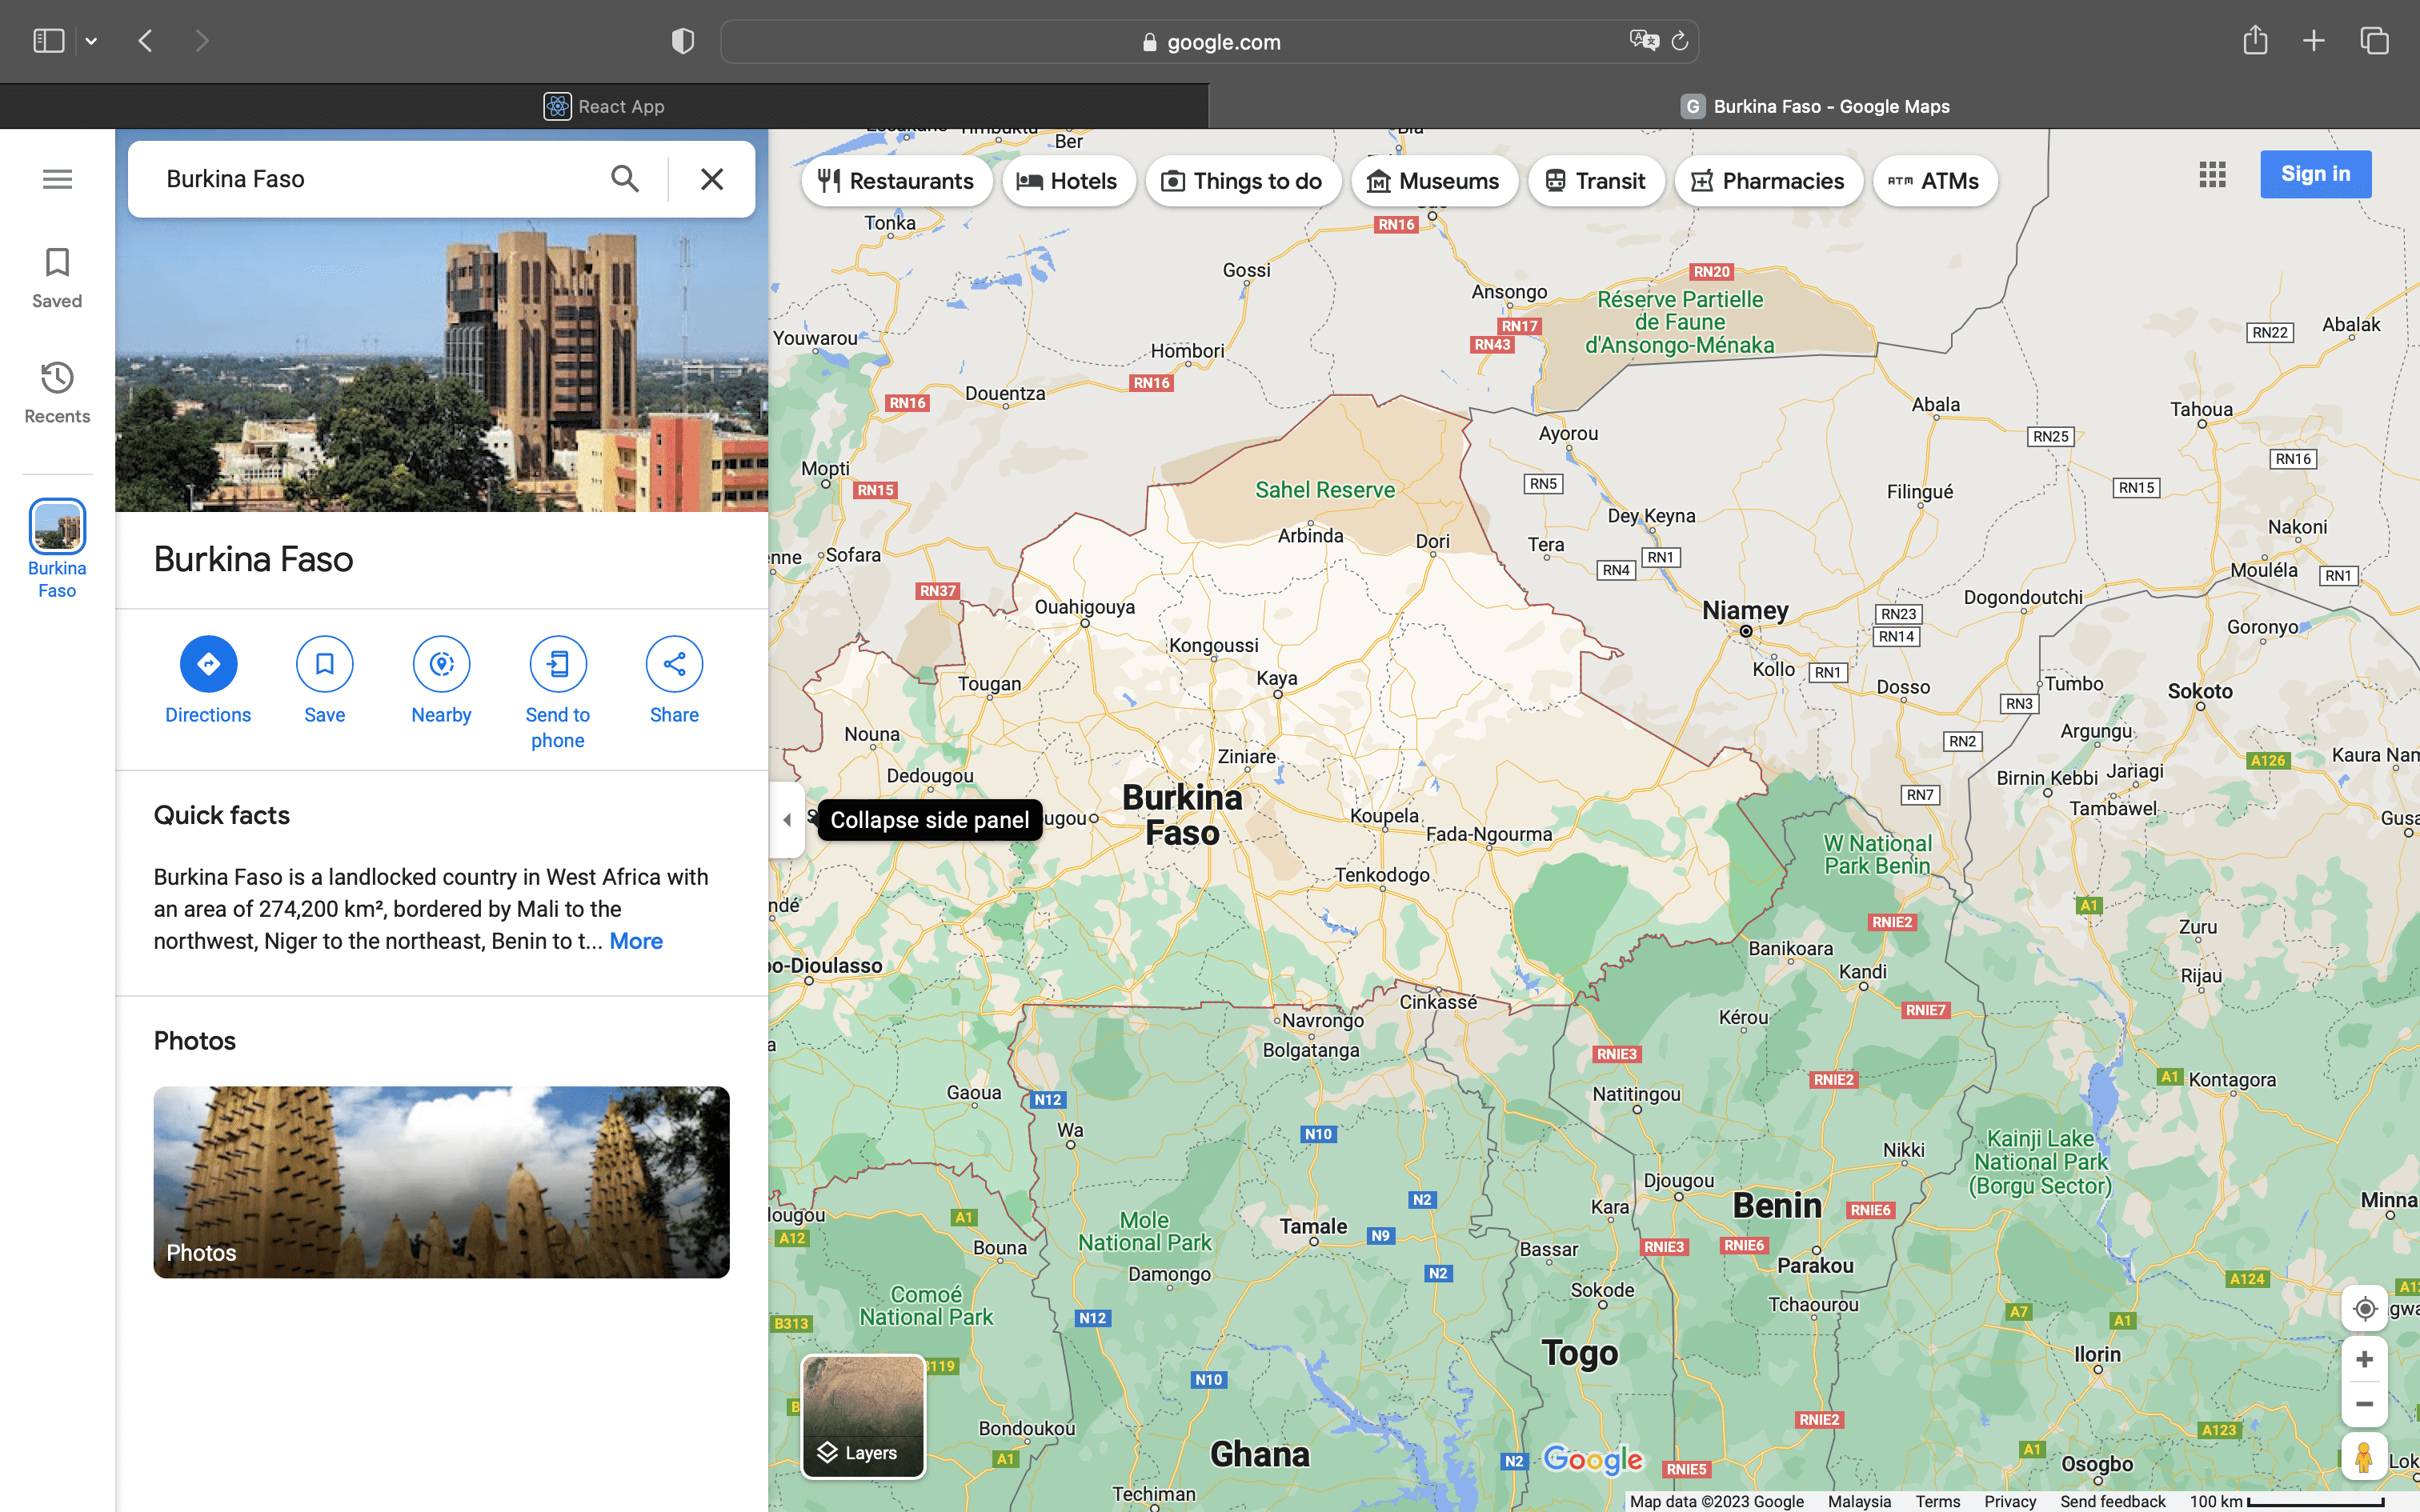 google.com
React App
G Burkina Faso - Google Maps
Burkina Faso
Restaurants
Hotels
Things to do
Museums
Transit
Pharmacies
ATM ATMs
Sign in
Saved
Recents
Burkina
Faso
Burkina Faso
Directions
Save
Nearby
Send to
phone
Share
Quick facts
Burkina Faso is a landlocked country in West Africa with
an area of 274,200 km², bordered by Mali to the
northwest, Niger to the northeast, Benin to t... More
Photos
Photos
Collapse side panel
Ber
Tonka
RN16
Gossi
Ansongo
RN20
Réserve Partielle
de Faune
d'Ansongo-Ménaka
RN17
RN43
Youwarou
Hombori
RN16
Douentza
RN16
RN22
Abalak
Abala
Tahoua
Ayorou
RN25
RN16
Mopti
RN15
Sahel Reserve
RN5
Filingué
RN15
Arbinda
Dori
Dey Keyna
Nakoni
Sofara
Tera
RN1
RN4
Mouléla
RN1
RN37
Ouahigouya
Niamey
RN23
RN14
Dogondoutchi
Goronyo
Kongoussi
Kaya
Tougan
Kollo
RN1
Dosso
RN3
Tumbo
Sokoto
Nouna
RN2
Argungu
Ziniare
A126
Kaura Nam
Dedougou
Birnin Kebbi
Jariagi
RN7
Tambawel
Burkina
Faso
ugou
Koupela
Fada-Ngourma
Gusa
W National
Park Benin
Tenkodogo
ndé
A1
RNIE2
Zuru
Banikoara
o-Dioulasso
Kandi
Rijau
Cinkassé
RNIE7
Navrongo
Kérou
Bolgatanga
RNIE3
A1
Kontagora
RNIE2
Gaoua
N12
Natitingou
Wa
N10
Kainji Lake
National Park
(Borgu Sector)
Nikki
Djougou
Benin
RNIE6
N2
Kara
Minna
ougou
A1
A12
Mole
National Park
Tamale
N9
Bouna
Bassar
RNIE3
RNIE6
Parakou
Damongo
N2
Sokode
A124
Comoé
National Park
Tchaourou
A7
A1
B313
N12
Togo
Ilorin
N10
Bondoukou
RNIE2
A123
A1
A1
Ghana
N2
Google
RNIE5
Osogbo
Lok
Techiman
Layers
Map data ©2023 Google Malaysia Terms Privacy Send feedback 100 km